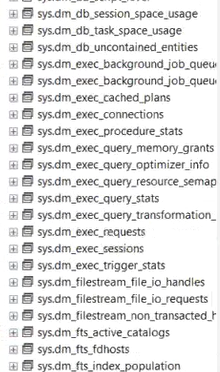 sys.dm_db_session_space_usage
sys.dm_db_task_space_usage
sys.dm_db_uncontained_entities
sys.dm_exec_background_job_queu
sys.dm_exec_background_job_queu
sys.dm_exec_cached_plans
sys.dm_exec_connections
sys.dm_exec_procedure_stats
sys.dm_exec_query_memory_grants
sys.dm_exec_query_optimizer_info
sys.dm_exec_query_resource_semap
sys.dm_exec_query_stats
sys.dm_exec_query_transformation_
sys.dm_exec_requests
sys.dm_exec_sessions
sys.dm_exec_trigger_stats
sys.dm_filestream_file_io_handles
sys.dm_filestream_file_io_requests
sys.dm_filestream_non_transacted_h
sys.dm_fts_active_catalogs
sys.dm_fts_fdhosts
sys.dm_fts_index_population